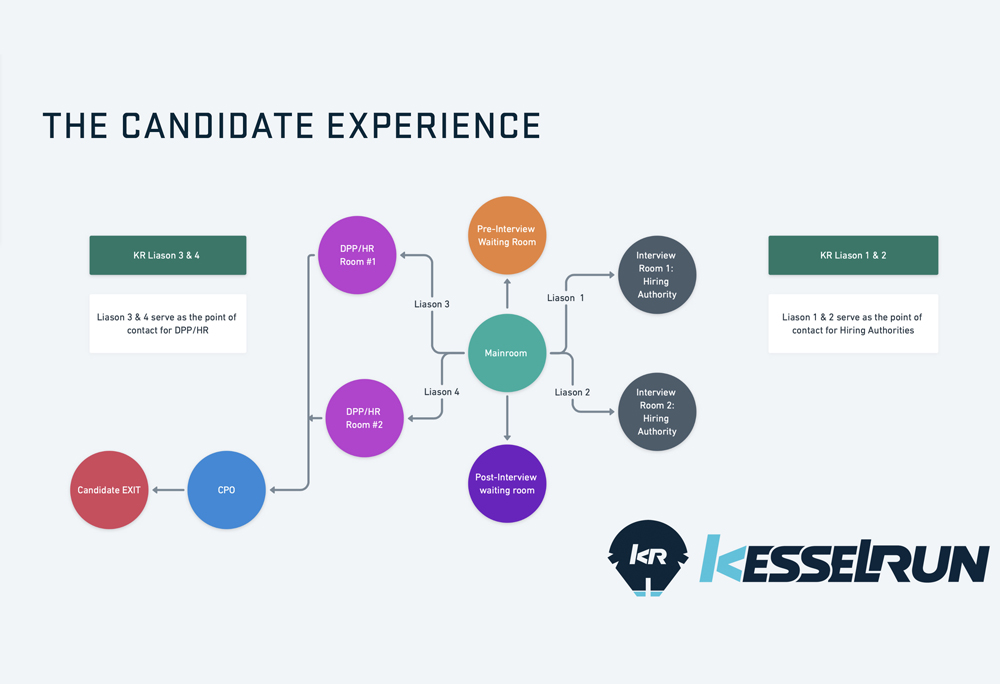 THE CANDIDATE EXPERIENCE
KR Liason 3 & 4
Liason 3 & 4 serve as the point of
contact for DPP/HR
DPP/HR
Room #1
Liason 3
Pre-Interview
Waiting Room
Liason 1
Interview
Room 1:
Hiring
Authority
KR Liason 1 & 2
Liason 1 & 2 serve as the point of
contact for Hiring Authorities
Mainroom
Liason 4
DPP/HR
Room #2
Liason 2
Interview
Room 2:
Hiring
Authority
Candidate EXIT
CPO
Post-Interview
waiting room
KR
KESSELRUN